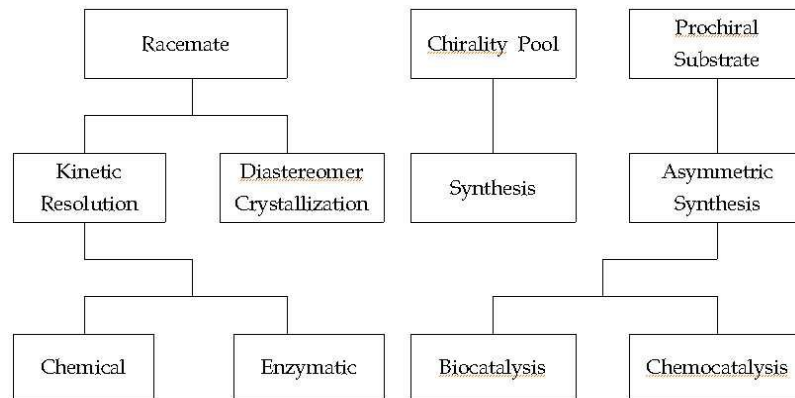 Racemate
Chirality Pool
Prochiral
Substrate
Kinetic
Resolution
Diastereomer
Crystallization
Synthesis
Asymmetric
Synthesis
Chemical
Enzymatic
Biocatalysis
Chemocatalysis